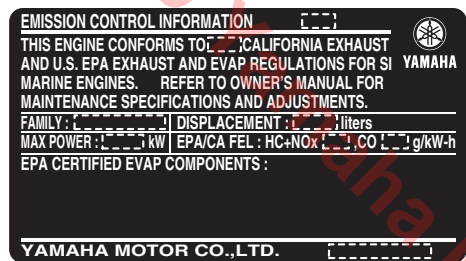 EMISSION CONTROL INFORMATION
THIS ENGINE CONFORMS TO CALIFORNIA EXHAUST
AND U.S. EPA EXHAUST AND EVAP REGULATIONS FOR SI
MARINE ENGINES. REFER TO OWNER'S MANUAL FOR
MAINTENANCE SPECIFICATIONS AND ADJUSTMENTS.
YAMAHA
FAMILY : DISPLACEMENT : liters
MAX POWER : kW EPA/CA FEL : HC+NOx ,CO g/kW-h
EPA CERTIFIED EVAP COMPONENTS :
YAMAHA MOTOR CO.,LTD.